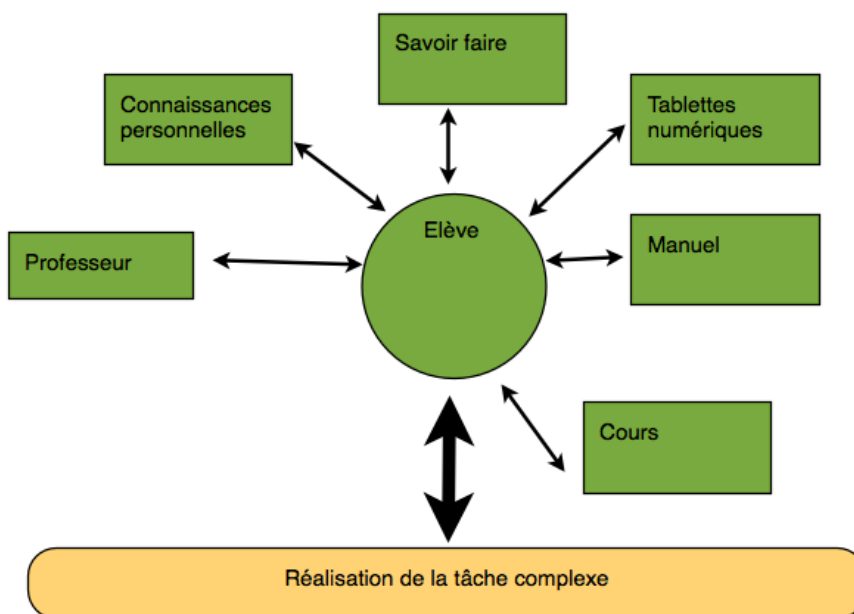 Savoir faire
Connaissances
personnelles
Tablettes
numériques
Elève
Professeur
Manuel
Cours
Réalisation de la tâche complexe